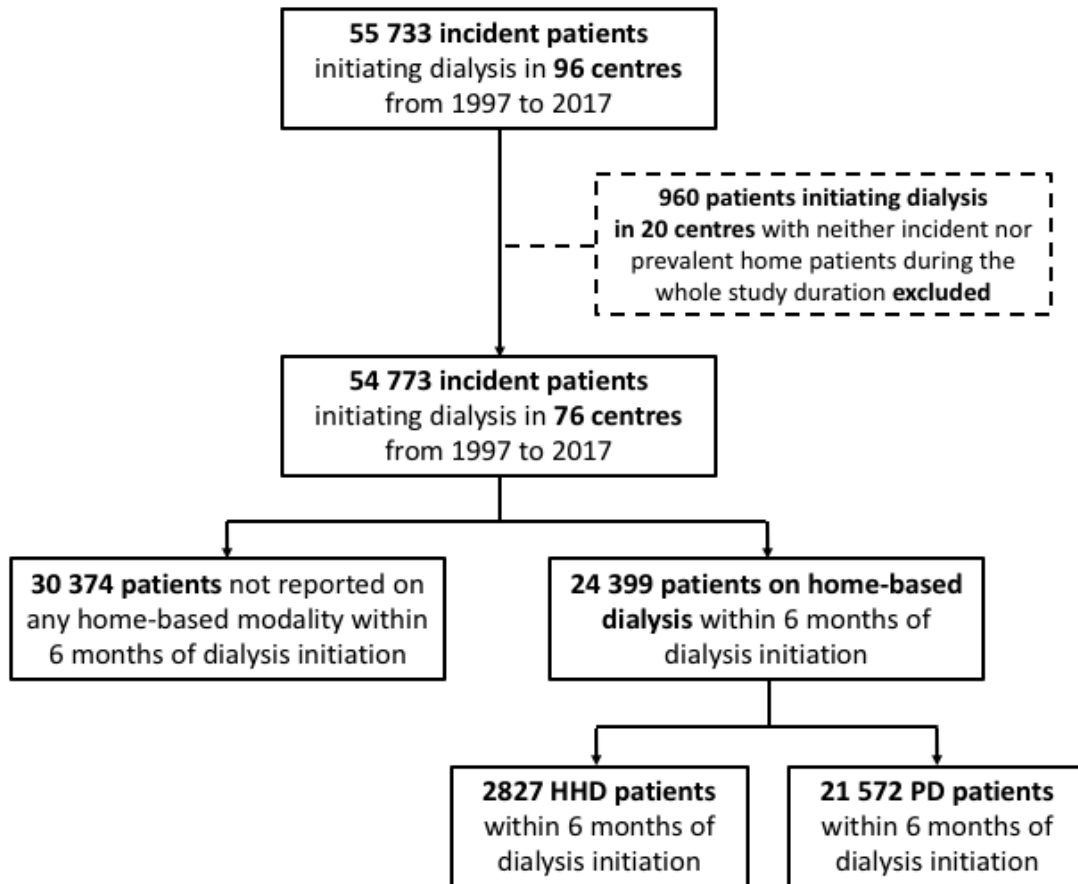 55 733 incident patients
initiating dialysis in 96 centres
from 1997 to 2017
960 patients initiating dialysis
in 20 centres with neither incident nor
prevalent home patients during the
whole study duration excluded
54 773 incident patients
initiating dialysis in 76 centres
from 1997 to 2017
30 374 patients not reported on
any home-based modality within
6 months of dialysis initiation
24 399 patients on home-based
dialysis within 6 months of
dialysis initiation
2827 HHD patients
within 6 months of
dialysis initiation
21 572 PD patients
within 6 months of
dialysis initiation